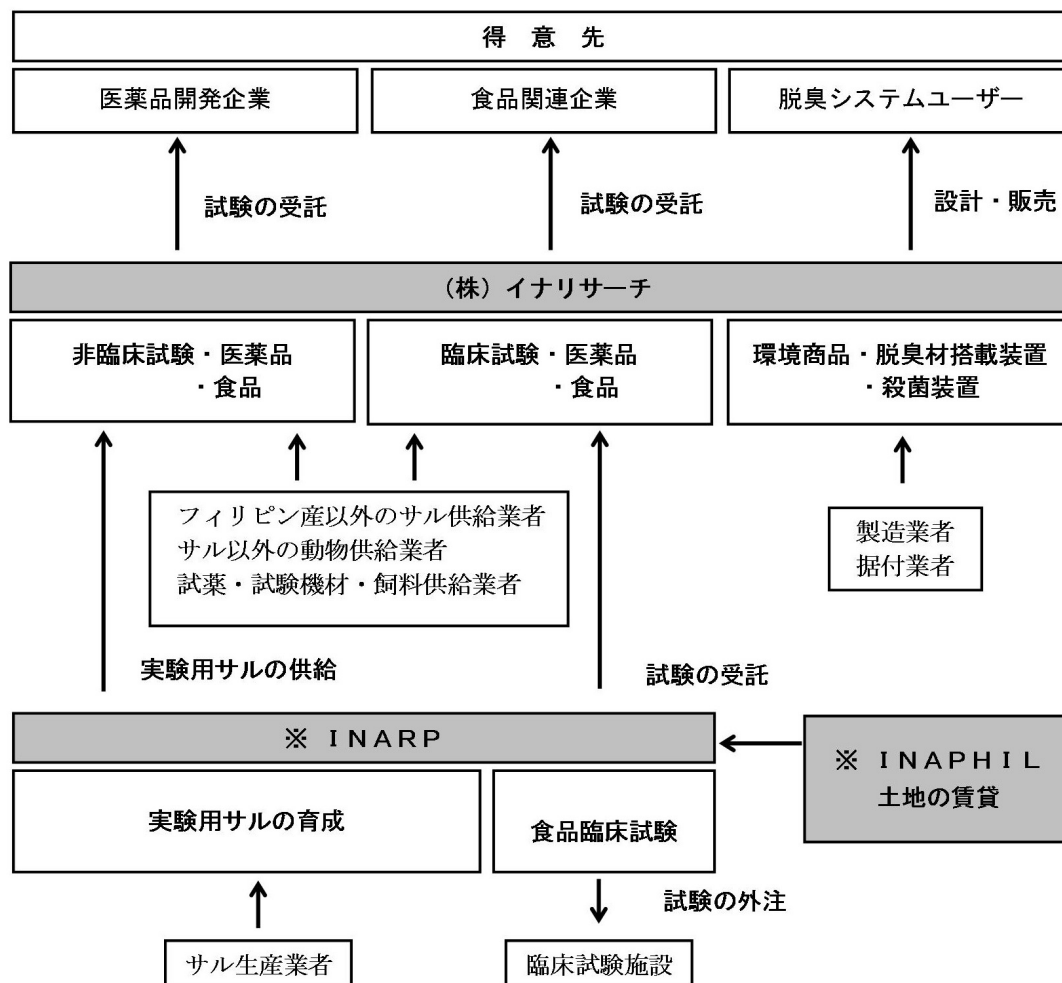 得 意 先
医薬品開発企業
食品関連企業
脱臭システムユーザー
試験の受託
試験の受託
設計・販売
(株)イナリサーチ
非臨床試験・医薬品
・食品
臨床試験・医薬品
・食品
環境商品・脱臭材搭載装置
・殺菌装置
フィリピン産以外のサル供給業者
サル以外の動物供給業者
試薬・試験機材・飼料供給業者
製造業者
据付業者
実験用サルの供給
試験の受託
※ INARP
※ INAPHIL
土地の賃貸
実験用サルの育成
食品臨床試験
試験の外注
サル生産業者
臨床試験施設